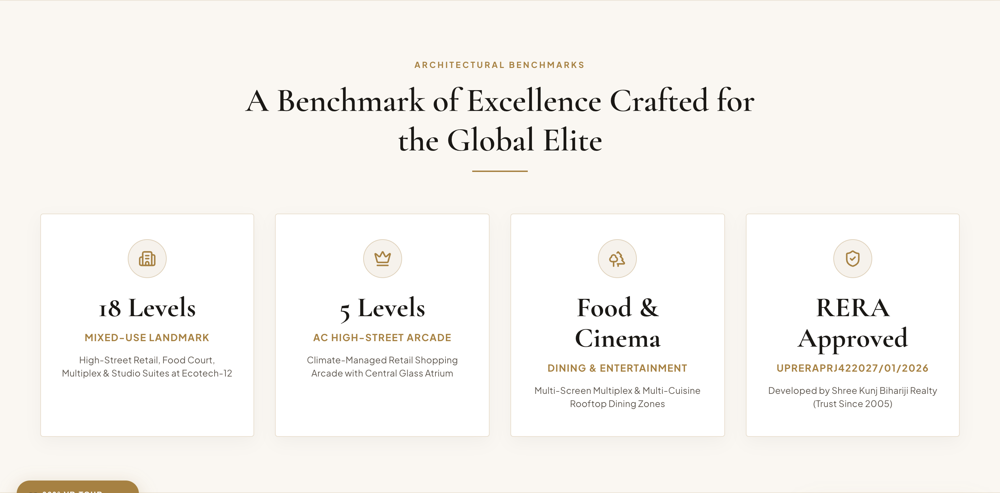 ARCHITECTURAL BENCHMARKS
A Benchmark of Excellence Crafted for
the Global Elite
18 Levels
MIXED-USE LANDMARK
High-Street Retail, Food Court,
Multiplex & Studio Suites at Ecotech-12
5 Levels
AC HIGH-STREET ARCADE
Climate-Managed Retail Shopping
Arcade with Central Glass Atrium
Food &
Cinema
DINING & ENTERTAINMENT
Multi-Screen Multiplex & Multi-Cuisine
Rooftop Dining Zones
RERA
Approved
UPRERAPRJ422027/01/2026
Developed by Shree Kunj Bihariji Realty
(Trust Since 2005)
360° VR TOUR